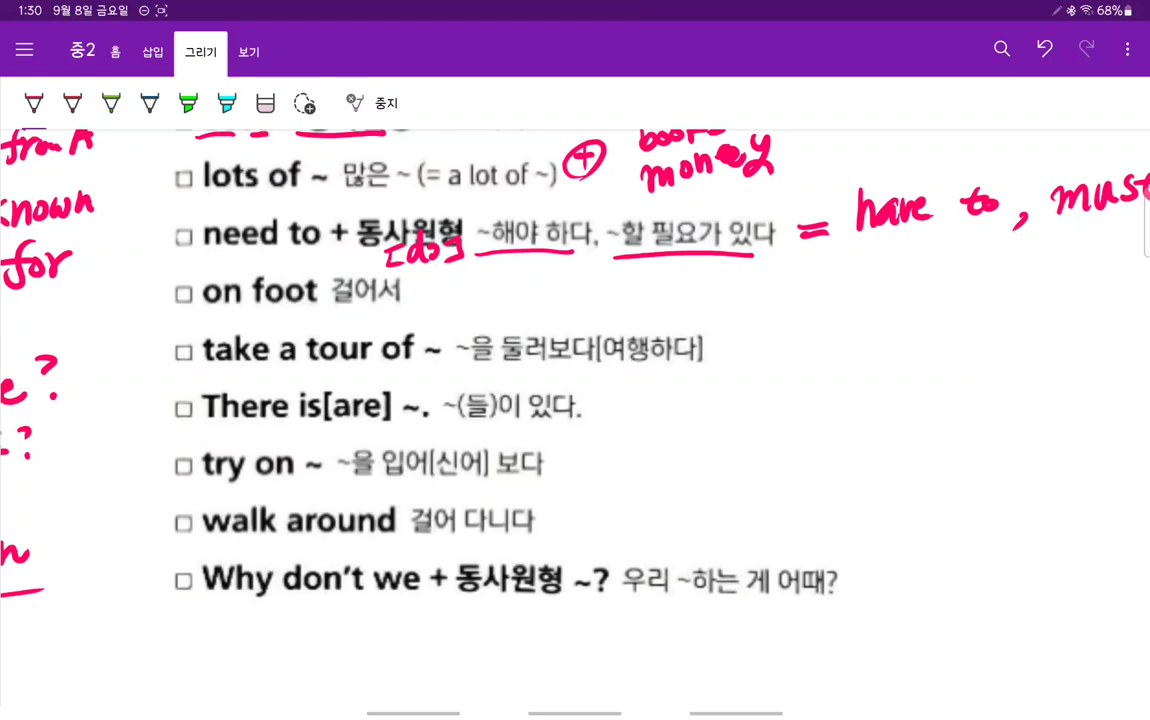 1:30 9월 8일 금요일 68%
중2 홈 삽입 그리기 보기
중지
from A
money
□ lots of ~ 많은 ~ (= a lot of ~) +
known
for
□ need to + 동사원형 ~해야 하다, ~할 필요가 있다 = have to, must
[do]
□ on foot 걸어서
□ take a tour of ~ ~을 둘러보다[여행하다]
e?
□ There is[are] ~. ~(들)이 있다.
?
□ try on ~ ~을 입어[신어] 보다
□ walk around 걸어 다니다
n
□ Why don't we + 동사원형 ~? 우리 ~하는 게 어때?